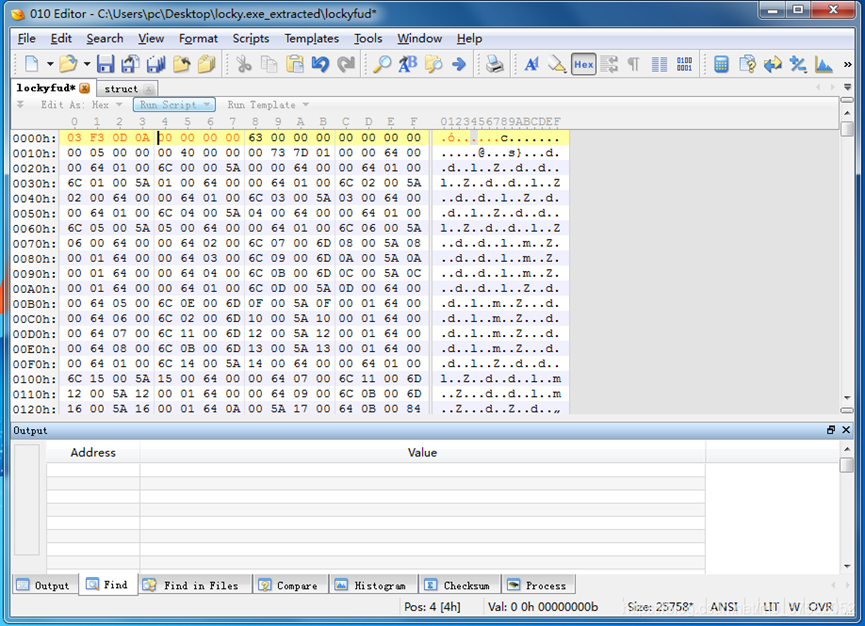 010 Editor - C:\Users\pc\Desktop\locky.exe_extracted\lockyfud*
File Edit Search View Format Scripts Templates Tools Window Help
lockyfud* struct
Edit As: Hex Run Script Run Template
0 1 2 3 4 5 6 7 8 9 A B C D E F 0123456789ABCDEF
0000h: 03 F3 0D 0A 00 00 00 00 63 00 00 00 00 00 00 00 .ó......c.......
0010h: 00 05 00 00 00 40 00 00 00 73 7D 01 00 00 64 00 .....@...s}...d.
0020h: 00 64 01 00 6C 00 00 5A 00 00 64 00 00 64 01 00 .d..l..Z..d..d..
0030h: 6C 01 00 5A 01 00 64 00 00 64 01 00 6C 02 00 5A l..Z..d..d..l..Z
0040h: 02 00 64 00 00 64 01 00 6C 03 00 5A 03 00 64 00 ..d..d..l..Z..d.
0050h: 00 64 01 00 6C 04 00 5A 04 00 64 00 00 64 01 00 .d..l..Z..d..d..
0060h: 6C 05 00 5A 05 00 64 00 00 64 01 00 6C 06 00 5A l..Z..d..d..l..Z
0070h: 06 00 64 00 00 64 02 00 6C 07 00 6D 08 00 5A 08 ..d..d..l..m..Z.
0080h: 00 01 64 00 00 64 03 00 6C 09 00 6D 0A 00 5A 0A ..d..d..l..m..Z.
0090h: 00 01 64 00 00 64 04 00 6C 0B 00 6D 0C 00 5A 0C ..d..d..l..m..Z.
00A0h: 00 01 64 00 00 64 01 00 6C 0D 00 5A 0D 00 64 00 ..d..d..l..Z..d.
00B0h: 00 64 05 00 6C 0E 00 6D 0F 00 5A 0F 00 01 64 00 .d..l..m..Z...d.
00C0h: 00 64 06 00 6C 02 00 6D 10 00 5A 10 00 01 64 00 .d..l..m..Z...d.
00D0h: 00 64 07 00 6C 11 00 6D 12 00 5A 12 00 01 64 00 .d..l..m..Z...d.
00E0h: 00 64 08 00 6C 0B 00 6D 13 00 5A 13 00 01 64 00 .d..l..m..Z...d.
00F0h: 00 64 01 00 6C 14 00 5A 14 00 64 00 00 64 01 00 .d..l..Z..d..d..
0100h: 6C 15 00 5A 15 00 64 00 00 64 07 00 6C 11 00 6D l..Z..d..d..l..m
0110h: 12 00 5A 12 00 01 64 00 00 64 09 00 6C 0B 00 6D ..Z...d..d..l..m
0120h: 16 00 5A 16 00 01 64 0A 00 5A 17 00 64 0B 00 84 ..Z...d..Z..d..„
Output
Address Value
Output Find Find in Files Compare Histogram Checksum Process
Pos: 4 [4h] Val: 0 0h 00000000b Size: 25758* ANSI LIT W OVR